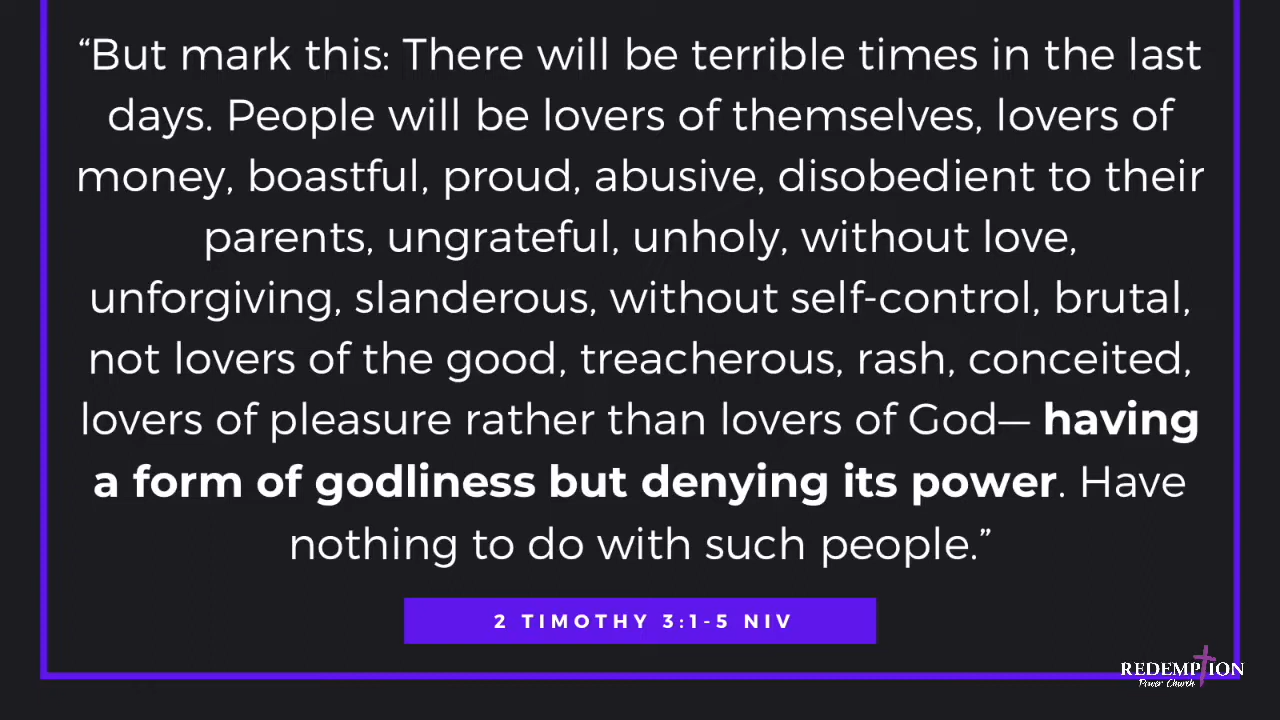 “But mark this: There will be terrible times in the last
days. People will be lovers of themselves, lovers of
money, boastful, proud, abusive, disobedient to their
parents, ungrateful, unholy, without love,
unforgiving, slanderous, without self-control, brutal,
not lovers of the good, treacherous, rash, conceited,
lovers of pleasure rather than lovers of God— having
a form of godliness but denying its power. Have
nothing to do with such people.”
2 TIMOTHY 3:1-5 NIV
REDEMPTION
Power Church